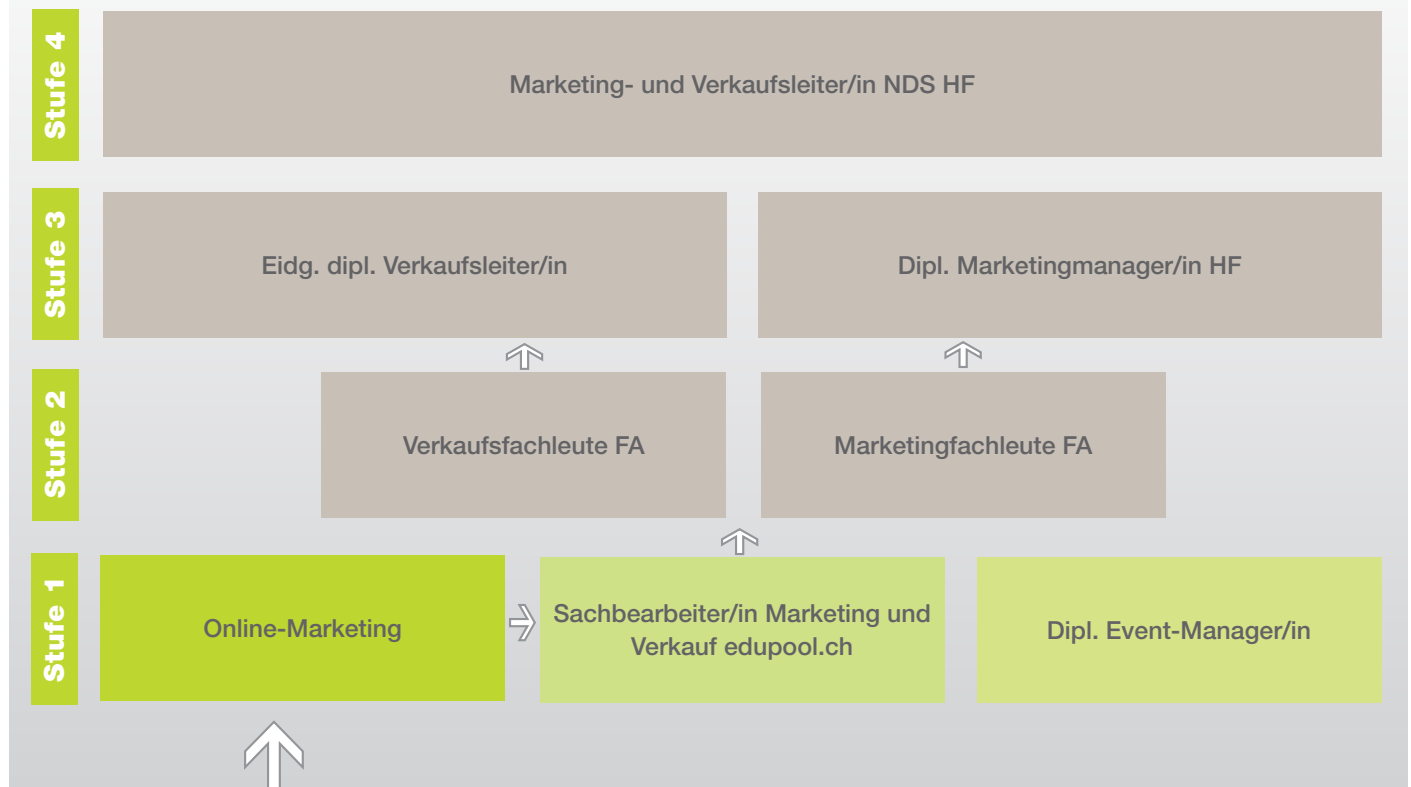 Stufe 4
Marketing- und Verkaufsleiter/in NDS HF
Stufe 3
Eidg. dipl. Verkaufsleiter/in
Dipl. Marketingmanager/in HF
Stufe 2
Verkaufsfachleute FA
Marketingfachleute FA
Stufe 1
Online-Marketing
Sachbearbeiter/in Marketing und
Verkauf edupool.ch
Dipl. Event-Manager/in